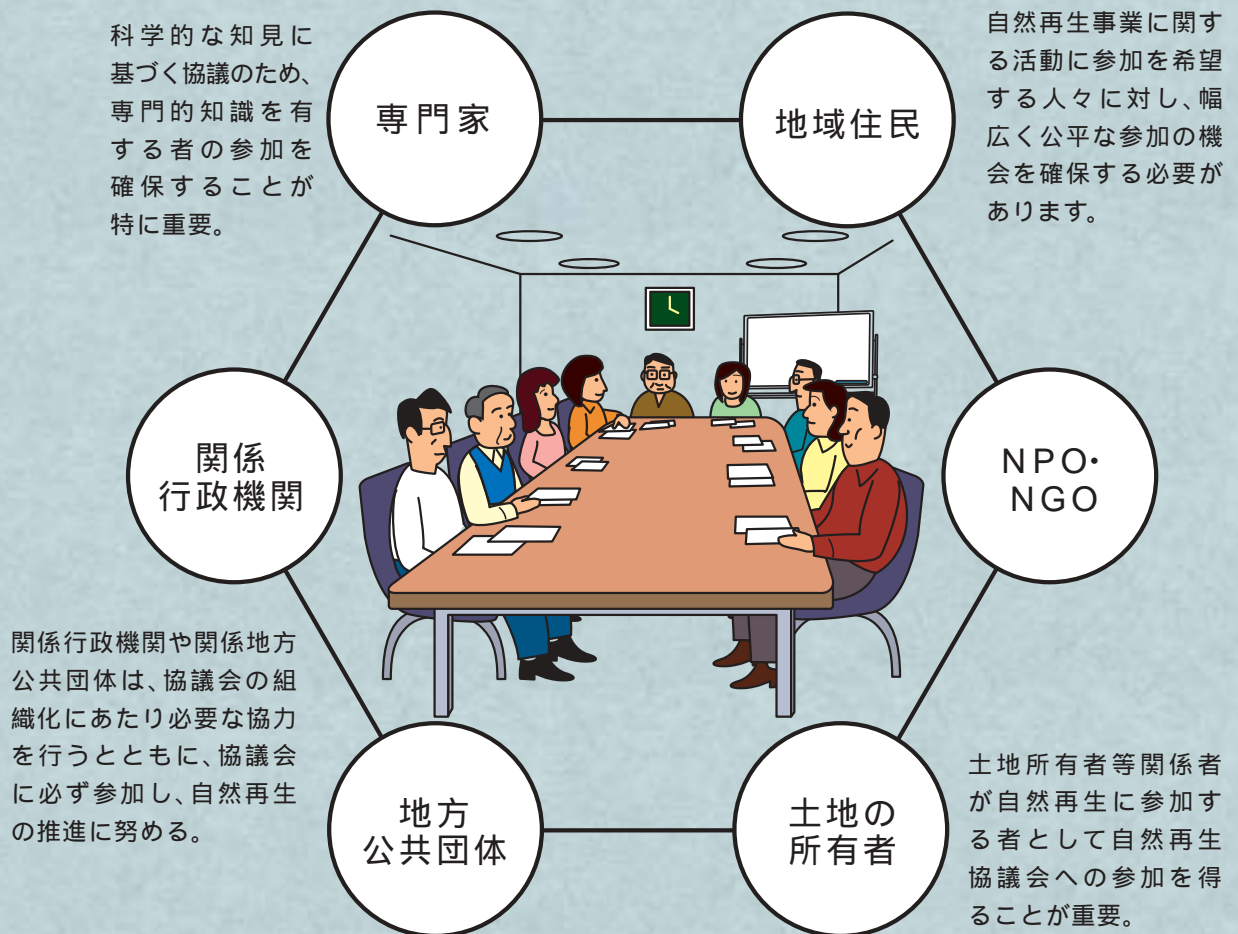 科学的な知見に
基づく協議のため、
専門的知識を有
する者の参加を
確保することが
特に重要。
専門家
地域住民
自然再生事業に関す
る活動に参加を希望
する人々に対し、幅
広く公平な参加の機
会を確保する必要が
あります。
関係
行政機関
NPO・
NGO
関係行政機関や関係地方
公共団体は、協議会の組
織化にあたり必要な協力
を行うとともに、協議会
に必ず参加し、自然再生
の推進に努める。
地方
公共団体
土地の
所有者
土地所有者等関係者
が自然再生に参加す
る者として自然再生
協議会への参加を得
ることが重要。